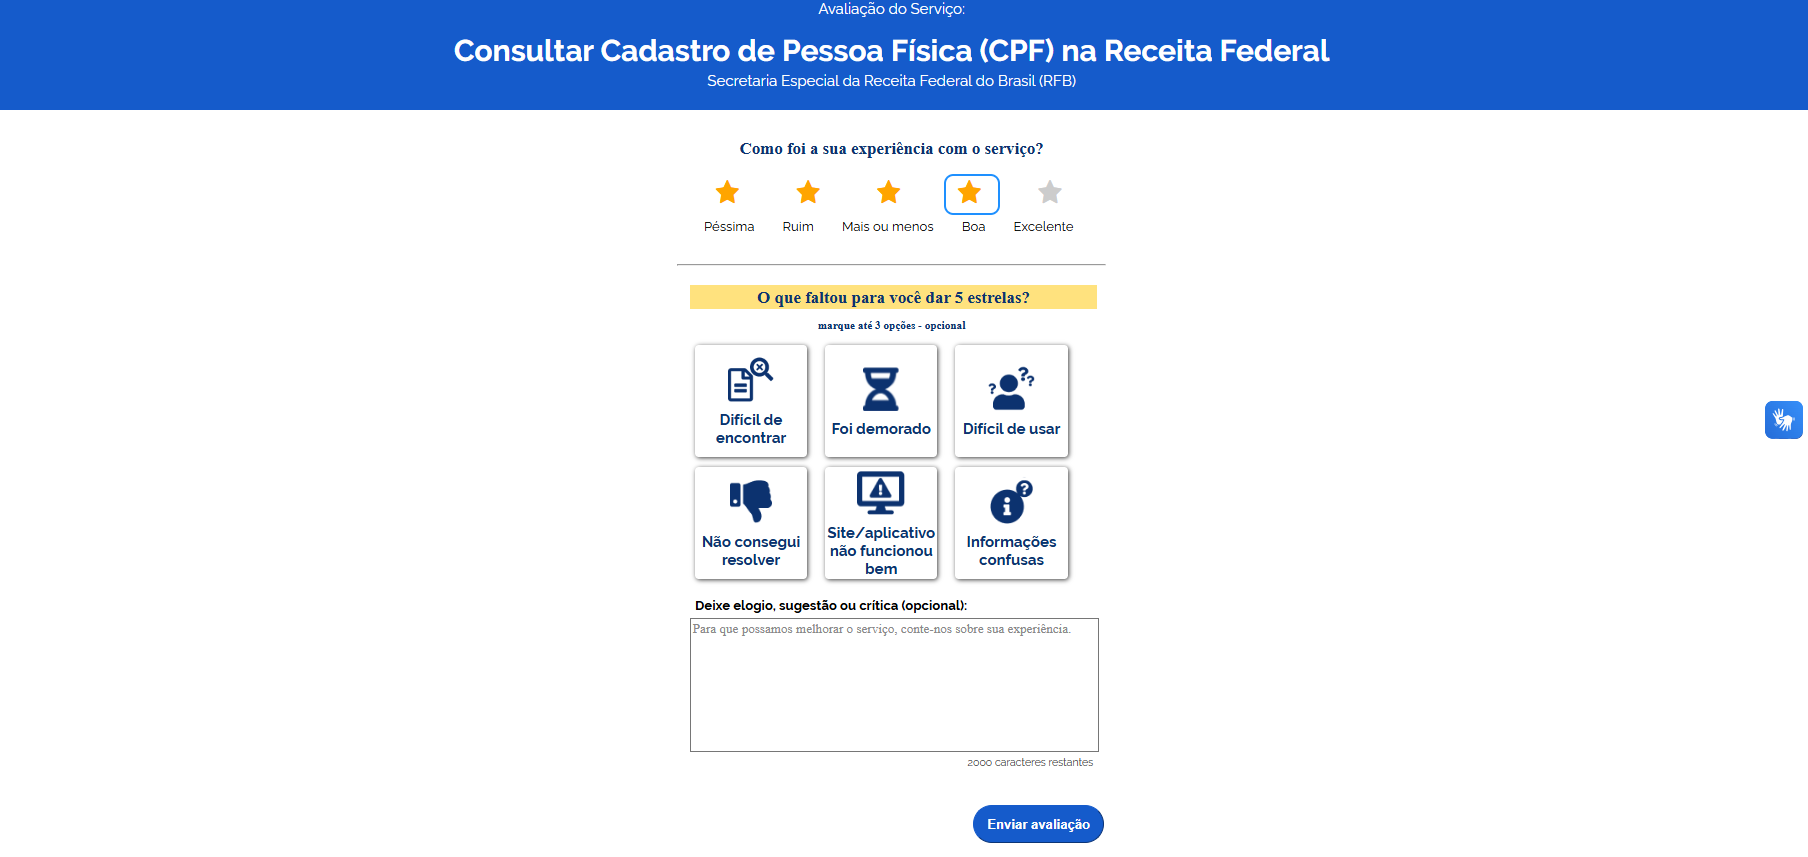 Avaliação do Serviço:
Consultar Cadastro de Pessoa Física (CPF) na Receita Federal
Secretaria Especial da Receita Federal do Brasil (RFB)
Como foi a sua experiência com o serviço?
Péssima Ruim Mais ou menos Boa Excelente
O que faltou para você dar 5 estrelas?
marque até 3 opções - opcional
Difícil de
encontrar
Foi demorado
Difícil de usar
Não consegui
resolver
Site/aplicativo
não funcionou
bem
Informações
confusas
Deixe elogio, sugestão ou crítica (opcional):
Para que possamos melhorar o serviço, conte-nos sobre sua experiência.
2000 caracteres restantes
Enviar avaliação